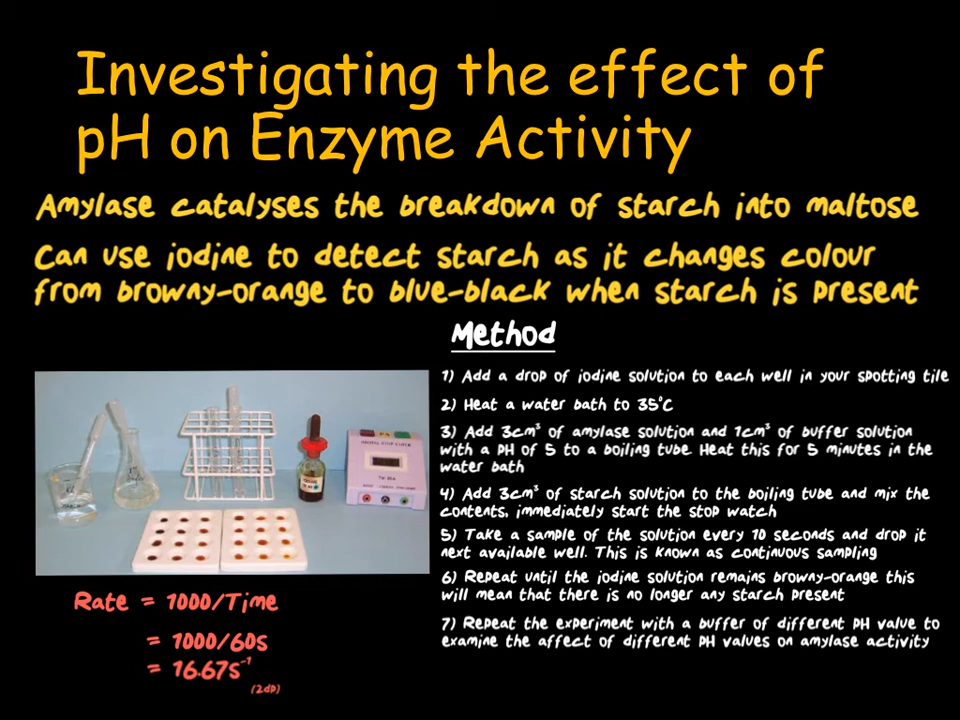 Investigating the effect of
pH on Enzyme Activity
Amylase catalyses the breakdown of starch into maltose
Can use iodine to detect starch as it changes colour
from browny-orange to blue-black when starch is present
Method
1) Add a drop of iodine solution to each well in your spotting tile
2) Heat a water bath to 35°C
3) Add 3cm³ of amylase solution and 1cm³ of buffer solution
with a pH of 5 to a boiling tube. Heat this for 5 minutes in the
water bath
4) Add 3cm³ of starch solution to the boiling tube and mix the
contents, immediately start the stop watch
5) Take a sample of the solution every 10 seconds and drop it
next available well. This is known as continuous sampling
6) Repeat until the iodine solution remains browny-orange this
will mean that there is no longer any starch present
7) Repeat the experiment with a buffer of different pH value to
examine the affect of different pH values on amylase activity
Rate = 1000/Time
= 1000/60s
= 16.67s⁻¹
(2dp)